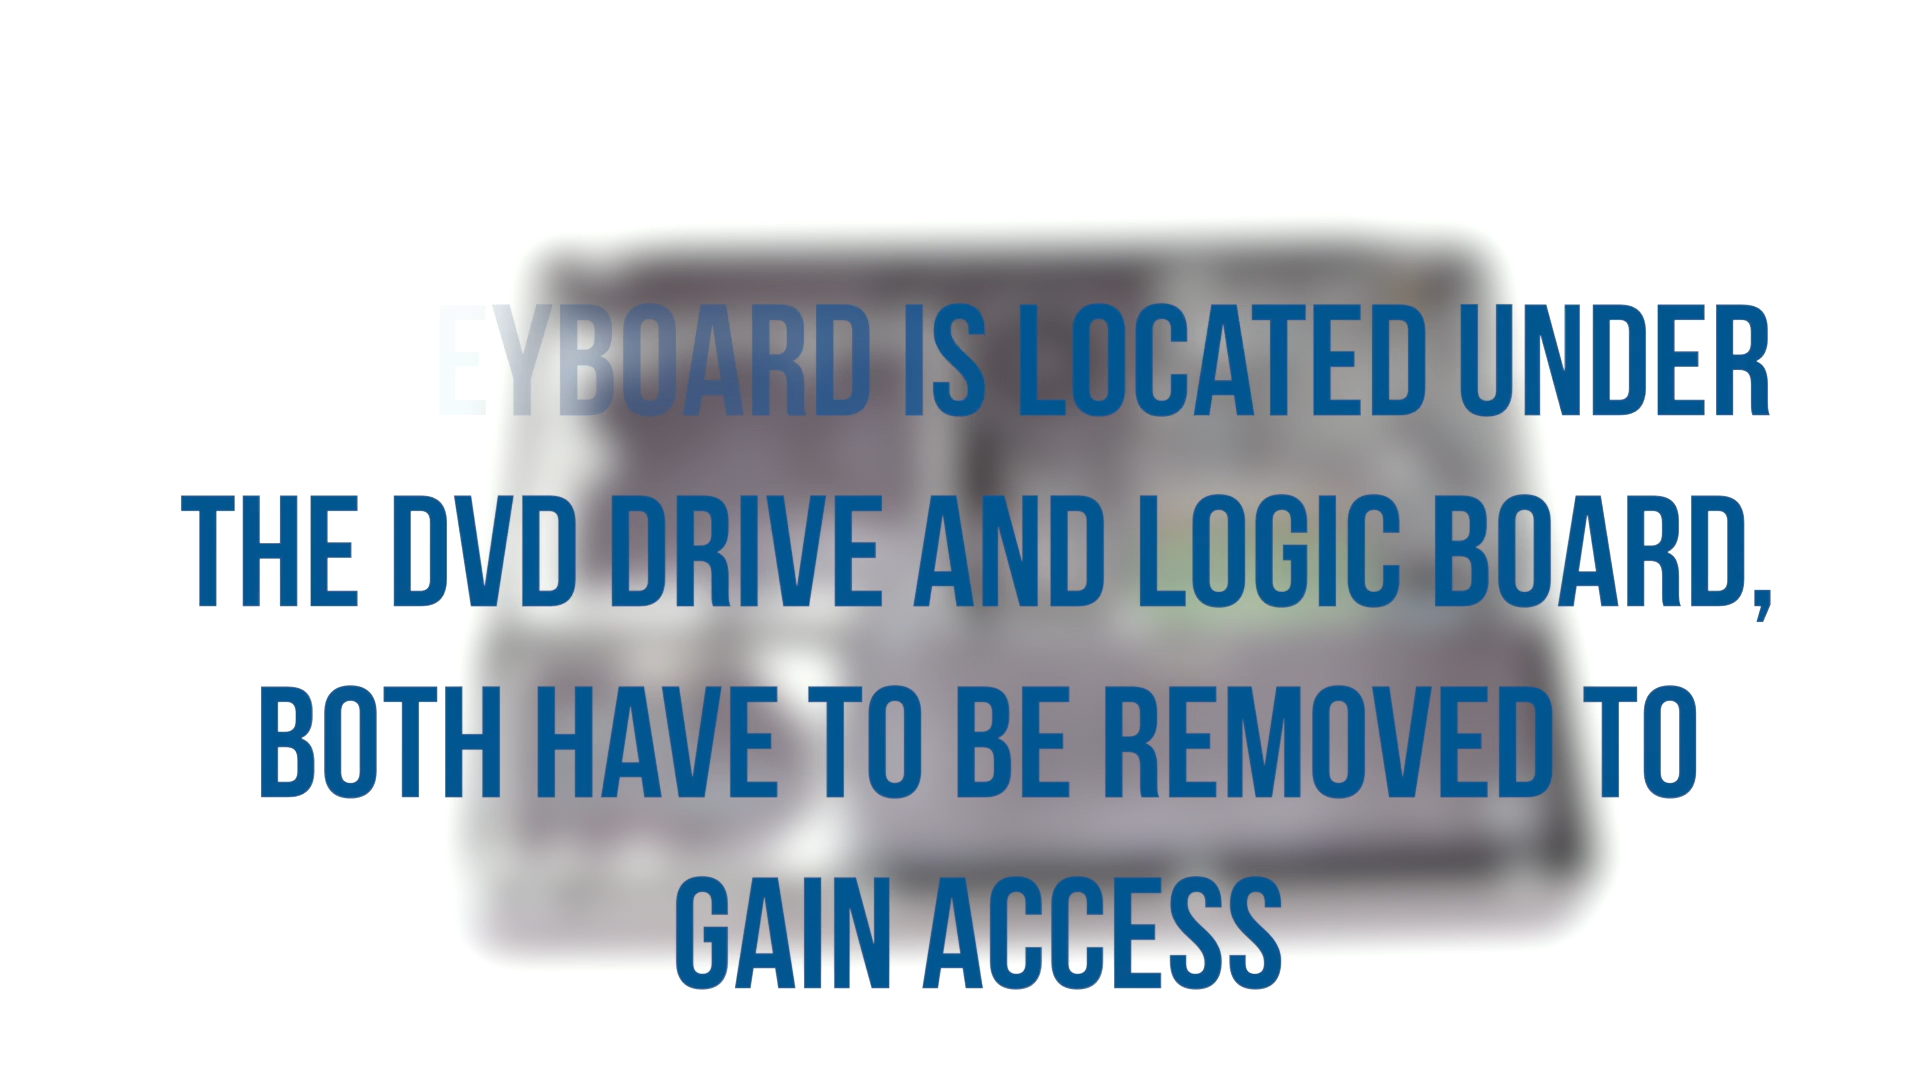 EYBOARD IS LOCATED UNDER
THE DVD DRIVE AND LOGIC BOARD,
BOTH HAVE TO BE REMOVED TO
GAIN ACCESS